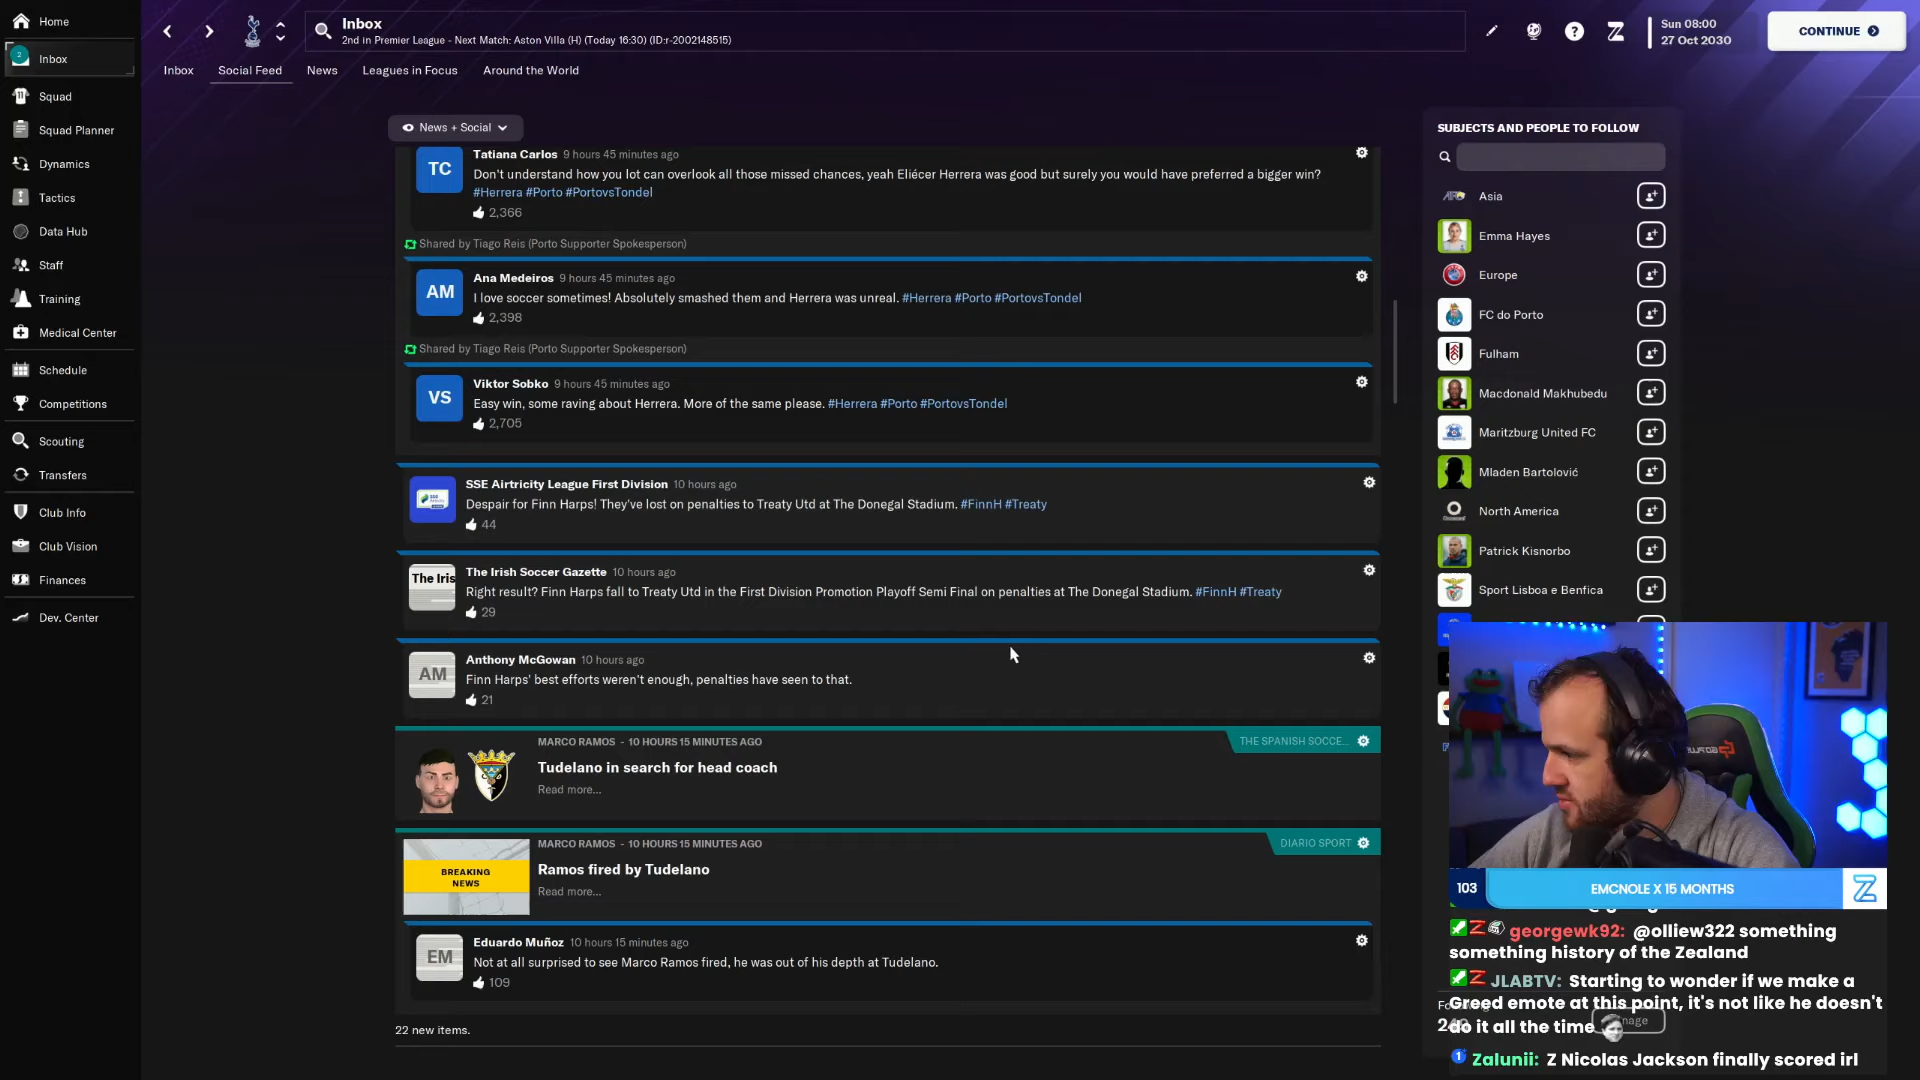 Home
2
Inbox
Squad
Squad Planner
Dynamics
Tactics
Data Hub
Staff
Training
Medical Center
Schedule
Competitions
Scouting
Transfers
Club Info
Club Vision
Finances
Dev. Center
Inbox
2nd in Premier League - Next Match: Aston Villa (H) (Today 16:30) (ID:r-2002148515)
Sun 08:00
27 Oct 2030
CONTINUE
Inbox
Social Feed
News
Leagues in Focus
Around the World
News + Social
TC
Tatiana Carlos 9 hours 45 minutes ago
Don't understand how you lot can overlook all those missed chances, yeah Eliécer Herrera was good but surely you would have preferred a bigger win?
#Herrera #Porto #PortovsTondel
2,366
Shared by Tiago Reis (Porto Supporter Spokesperson)
AM
Ana Medeiros 9 hours 45 minutes ago
I love soccer sometimes! Absolutely smashed them and Herrera was unreal. #Herrera #Porto #PortovsTondel
2,398
Shared by Tiago Reis (Porto Supporter Spokesperson)
VS
Viktor Sobko 9 hours 45 minutes ago
Easy win, some raving about Herrera. More of the same please. #Herrera #Porto #PortovsTondel
2,705
SSE Airtricity League First Division 10 hours ago
Despair for Finn Harps! They've lost on penalties to Treaty Utd at The Donegal Stadium. #FinnH #Treaty
44
The Iris
The Irish Soccer Gazette 10 hours ago
Right result? Finn Harps fall to Treaty Utd in the First Division Promotion Playoff Semi Final on penalties at The Donegal Stadium. #FinnH #Treaty
29
AM
Anthony McGowan 10 hours ago
Finn Harps' best efforts weren't enough, penalties have seen to that.
21
MARCO RAMOS - 10 HOURS 15 MINUTES AGO
THE SPANISH SOCCE...
Tudelano in search for head coach
Read more...
MARCO RAMOS - 10 HOURS 15 MINUTES AGO
DIARIO SPORT
BREAKING
NEWS
Ramos fired by Tudelano
Read more...
EM
Eduardo Muñoz 10 hours 15 minutes ago
Not at all surprised to see Marco Ramos fired, he was out of his depth at Tudelano.
109
22 new items.
SUBJECTS AND PEOPLE TO FOLLOW
Asia
Emma Hayes
Europe
FC do Porto
Fulham
Macdonald Makhubedu
Maritzburg United FC
Mladen Bartolović
North America
Patrick Kisnorbo
Sport Lisboa e Benfica
103
EMCNOLE X 15 MONTHS
georgewk92: @olliew322 something
something history of the Zealand
JLABTV: Starting to wonder if we make a
Greed emote at this point, it's not like he doesn't
do it all the time
Zalunii: Z Nicolas Jackson finally scored irl